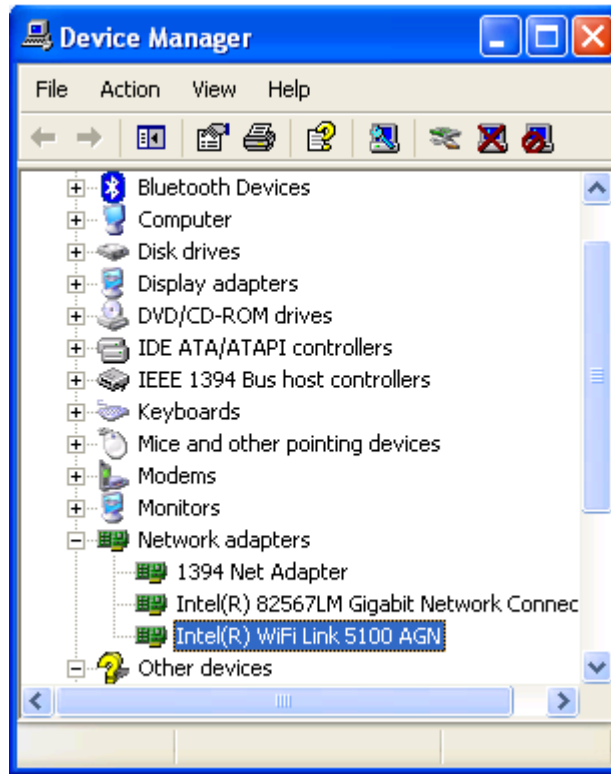 Device Manager
File Action View Help
Bluetooth Devices
Computer
Disk drives
Display adapters
DVD/CD-ROM drives
IDE ATA/ATAPI controllers
IEEE 1394 Bus host controllers
Keyboards
Mice and other pointing devices
Modems
Monitors
Network adapters
1394 Net Adapter
Intel(R) 82567LM Gigabit Network Connec
Intel(R) WiFi Link 5100 AGN
Other devices